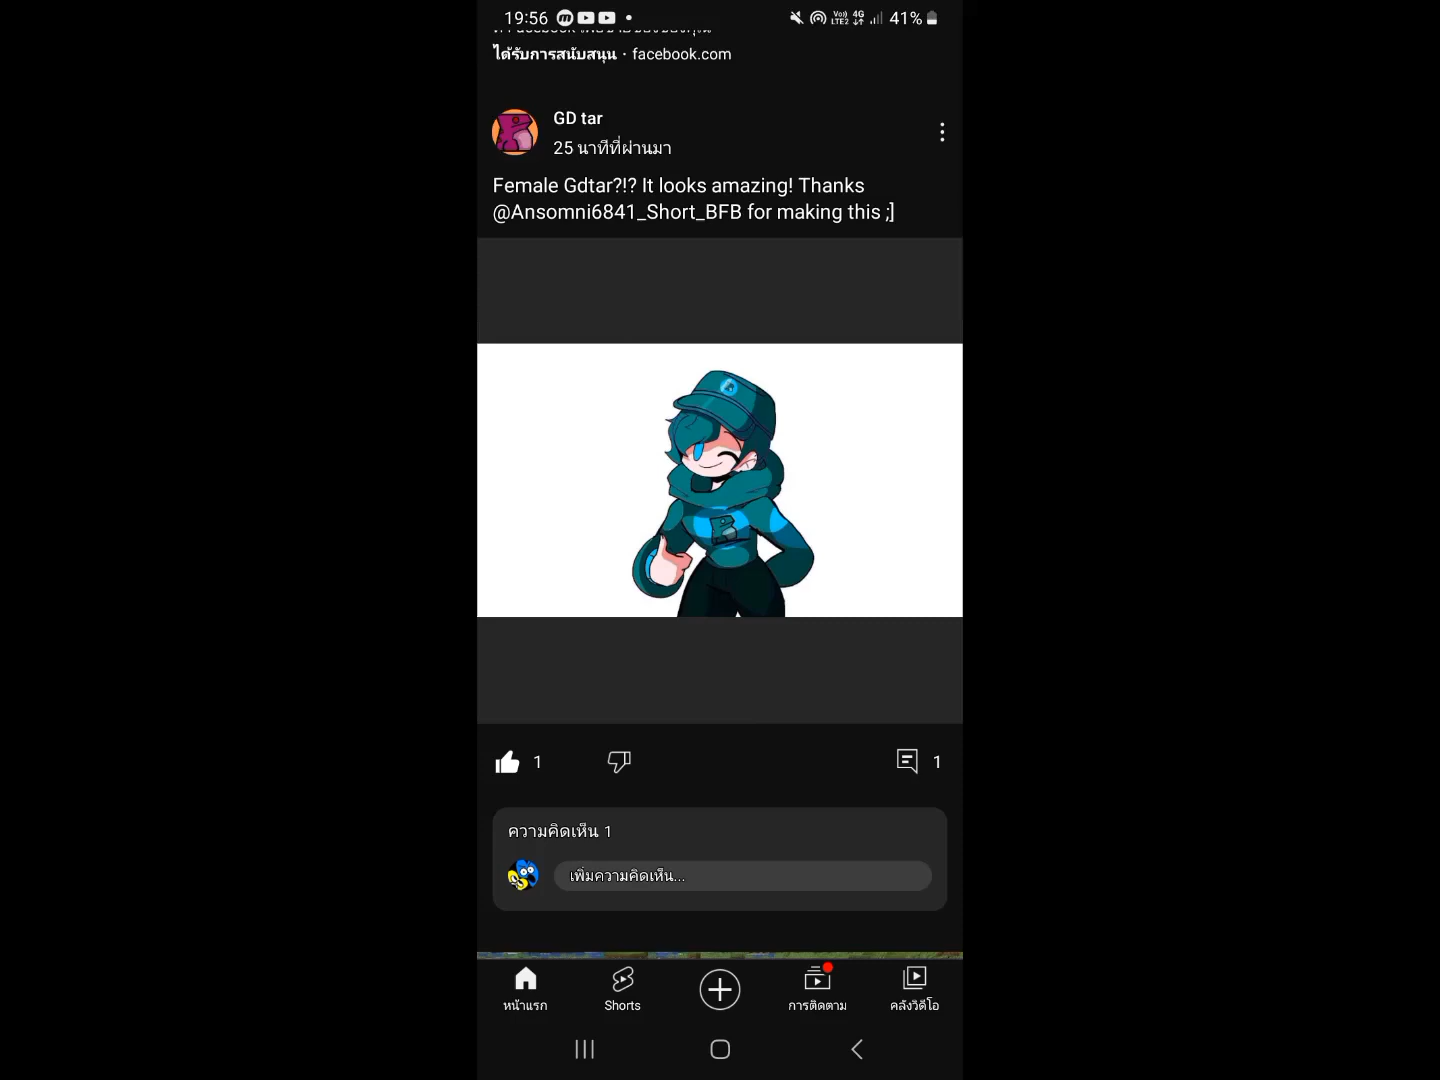 19:56
Vo)) LTE2 4G 41%
ได้รับการสนับสนุน · facebook.com
GD tar
25 นาทีที่ผ่านมา
Female Gdtar?!? It looks amazing! Thanks
@Ansomni6841_Short_BFB for making this ;]
1
1
ความคิดเห็น 1
เพิ่มความคิดเห็น...
หน้าแรก
Shorts
การติดตาม
คลังวิดีโอ